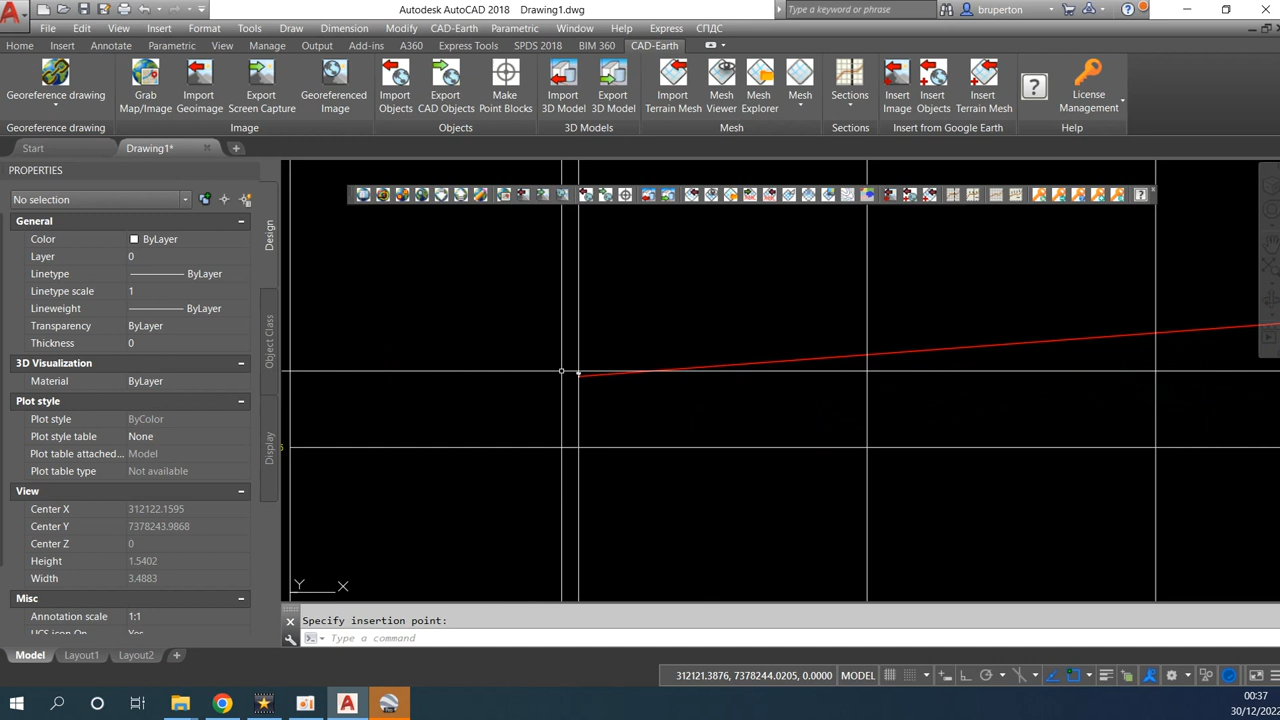 Autodesk AutoCAD 2018 Drawing1.dwg
Type a keyword or phrase
bruperton
File Edit View Insert Format Tools Draw Dimension Modify CAD-Earth Parametric Window Express СПДС
Home Insert Annotate Parametric View Manage Output Add-ins A360 Express Tools SPDS 2018 BIM 360 CAD-Earth
Georeference drawing
Grab Map/Image
Import Geoimage
Export Screen Capture
Georeferenced Image
Import Objects
Export CAD Objects
Make Point Blocks
Import 3D Model
Export 3D Model
Import Terrain Mesh
Mesh Viewer
Mesh Explorer
Mesh
Sections
Insert Image
Insert Objects
Insert Terrain Mesh
License Management
Georeference drawing Image Objects 3D Models Mesh Sections Insert from Google Earth Help
Start Drawing1*
PROPERTIES
No selection
General
Color ByLayer
Layer 0
Linetype ByLayer
Linetype scale 1
Lineweight ByLayer
Transparency ByLayer
Thickness 0
3D Visualization
Material ByLayer
Plot style
Plot style ByColor
Plot style table None
Plot table attached... Model
Plot table type Not available
View
Center X 312122.1595
Center Y 7378243.9868
Center Z 0
Height 1.5402
Width 3.4883
Misc
Annotation scale 1:1
Design
Object Class
Display
Y X
Specify insertion point:
Type a command
Model Layout1 Layout2
312121.3876, 7378244.0205, 0.0000 MODEL
00:37